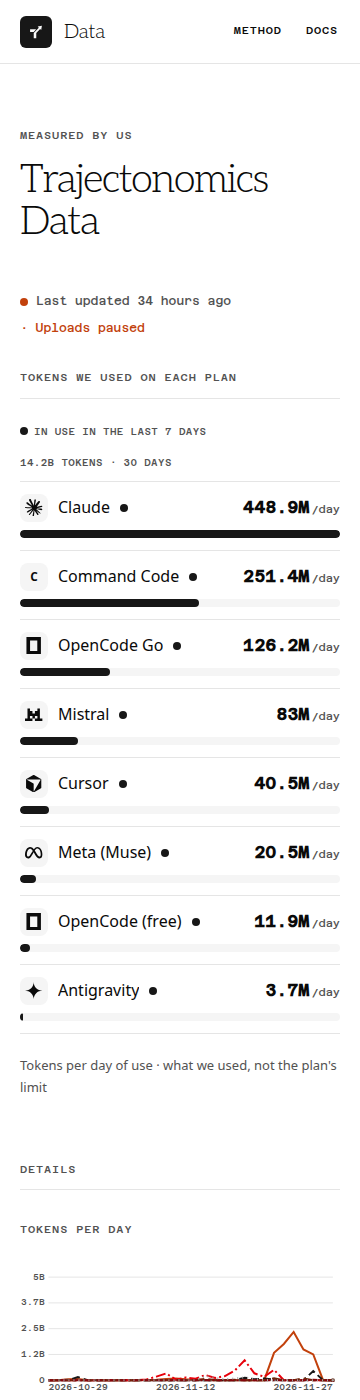 Data
METHOD DOCS
MEASURED BY US
Trajectonomics
Data
Last updated 34 hours ago
· Uploads paused
TOKENS WE USED ON EACH PLAN
IN USE IN THE LAST 7 DAYS
14.2B TOKENS · 30 DAYS
Claude 448.9M /day
C Command Code 251.4M /day
OpenCode Go 126.2M /day
Mistral 83M /day
Cursor 40.5M /day
Meta (Muse) 20.5M /day
OpenCode (free) 11.9M /day
Antigravity 3.7M /day
Tokens per day of use · what we used, not the plan's
limit
DETAILS
TOKENS PER DAY
5B
3.7B
2.5B
1.2B
0
2026-10-29 2026-11-12 2026-11-27